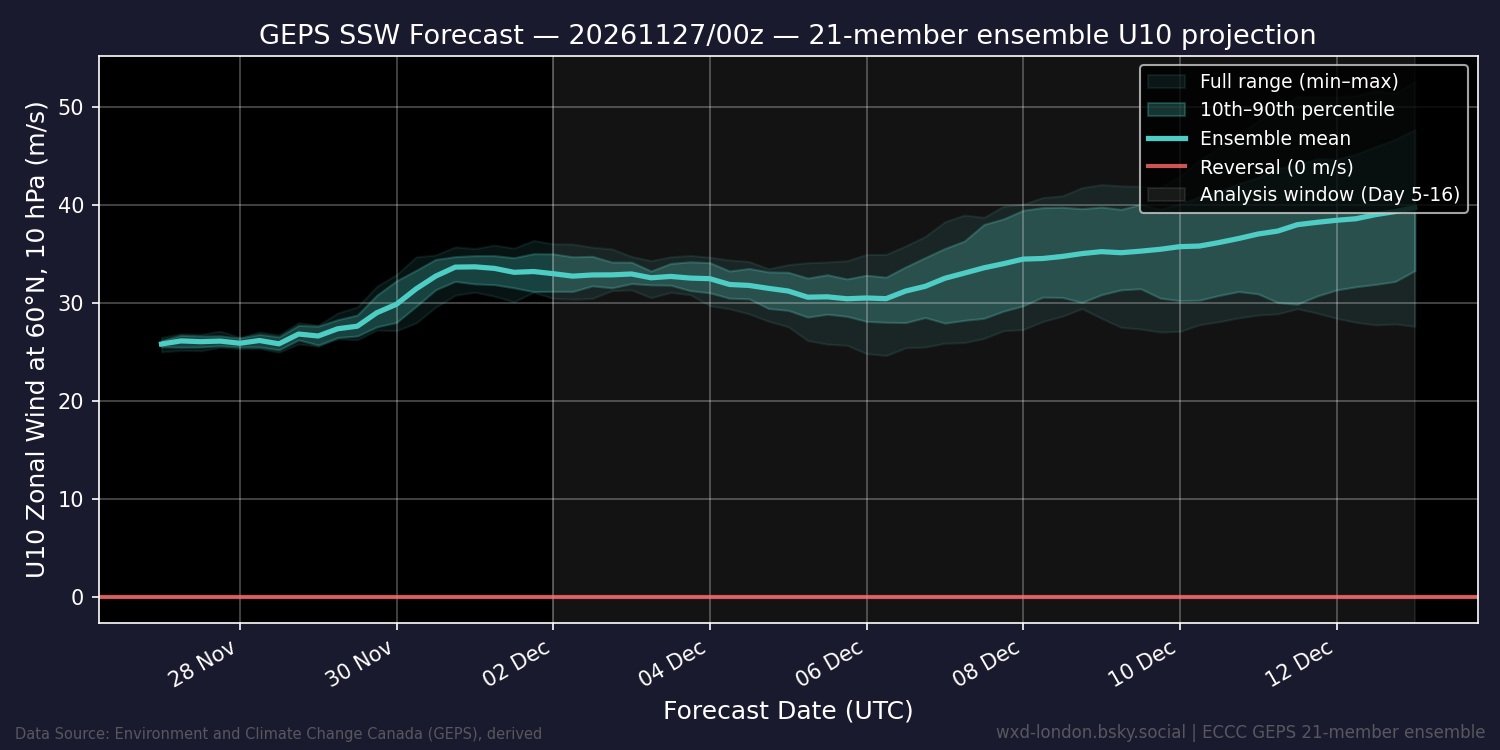 GEPS SSW Forecast — 20261127/00z — 21-member ensemble U10 projection
Full range (min–max)
10th–90th percentile
Ensemble mean
Reversal (0 m/s)
Analysis window (Day 5-16)
U10 Zonal Wind at 60°N, 10 hPa (m/s)
50
40
30
20
10
0
28 Nov
30 Nov
02 Dec
04 Dec
06 Dec
08 Dec
10 Dec
12 Dec
Forecast Date (UTC)
Data Source: Environment and Climate Change Canada (GEPS), derived
wxd-london.bsky.social | ECCC GEPS 21-member ensemble